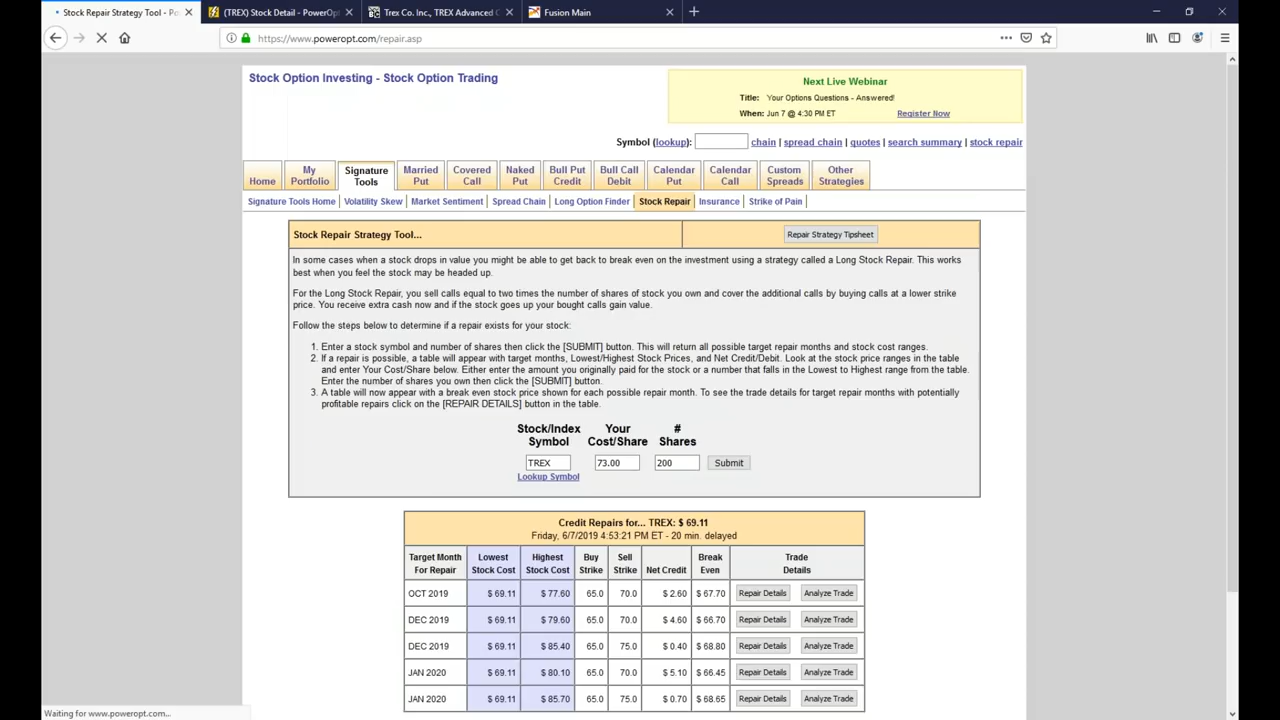 Stock Repair Strategy Tool - Po
(TREX) Stock Detail - PowerOpt
Trex Co. Inc., TREX Advanced C
Fusion Main
https://www.poweropt.com/repair.asp
Stock Option Investing - Stock Option Trading
Next Live Webinar
Title: Your Options Questions - Answered!
When: Jun 7 @ 4:30 PM ET Register Now
Symbol (lookup): chain | spread chain | quotes | search summary | stock repair
Home
My Portfolio
Signature Tools
Married Put
Covered Call
Naked Put
Bull Put Credit
Bull Call Debit
Calendar Put
Calendar Call
Custom Spreads
Other Strategies
Signature Tools Home | Volatility Skew | Market Sentiment | Spread Chain | Long Option Finder | Stock Repair | Insurance | Strike of Pain |
Stock Repair Strategy Tool... Repair Strategy Tipsheet
In some cases when a stock drops in value you might be able to get back to break even on the investment using a strategy called a Long Stock Repair. This works
best when you feel the stock may be headed up.
For the Long Stock Repair, you sell calls equal to two times the number of shares of stock you own and cover the additional calls by buying calls at a lower strike
price. You receive extra cash now and if the stock goes up your bought calls gain value.
Follow the steps below to determine if a repair exists for your stock:
1. Enter a stock symbol and number of shares then click the [SUBMIT] button. This will return all possible target repair months and stock cost ranges.
2. If a repair is possible, a table will appear with target months, Lowest/Highest Stock Prices, and Net Credit/Debit. Look at the stock price ranges in the table
and enter Your Cost/Share below. Either enter the amount you originally paid for the stock or a number that falls in the Lowest to Highest range from the table.
Enter the number of shares you own then click the [SUBMIT] button.
3. A table will now appear with a break even stock price shown for each possible repair month. To see the trade details for target repair months with potentially
profitable repairs click on the [REPAIR DETAILS] button in the table.
Stock/Index Your #
Symbol Cost/Share Shares
TREX 73.00 200 Submit
Lookup Symbol
Credit Repairs for... TREX: $ 69.11
Friday, 6/7/2019 4:53:21 PM ET - 20 min. delayed
Target Month Lowest Highest Buy Sell Break Trade
For Repair Stock Cost Stock Cost Strike Strike Net Credit Even Details
OCT 2019 $ 69.11 $ 77.60 65.0 70.0 $ 2.60 $ 67.70 Repair Details Analyze Trade
DEC 2019 $ 69.11 $ 79.60 65.0 70.0 $ 4.60 $ 66.70 Repair Details Analyze Trade
DEC 2019 $ 69.11 $ 85.40 65.0 75.0 $ 0.40 $ 68.80 Repair Details Analyze Trade
JAN 2020 $ 69.11 $ 80.10 65.0 70.0 $ 5.10 $ 66.45 Repair Details Analyze Trade
JAN 2020 $ 69.11 $ 85.70 65.0 75.0 $ 0.70 $ 68.65 Repair Details Analyze Trade
Waiting for www.poweropt.com...